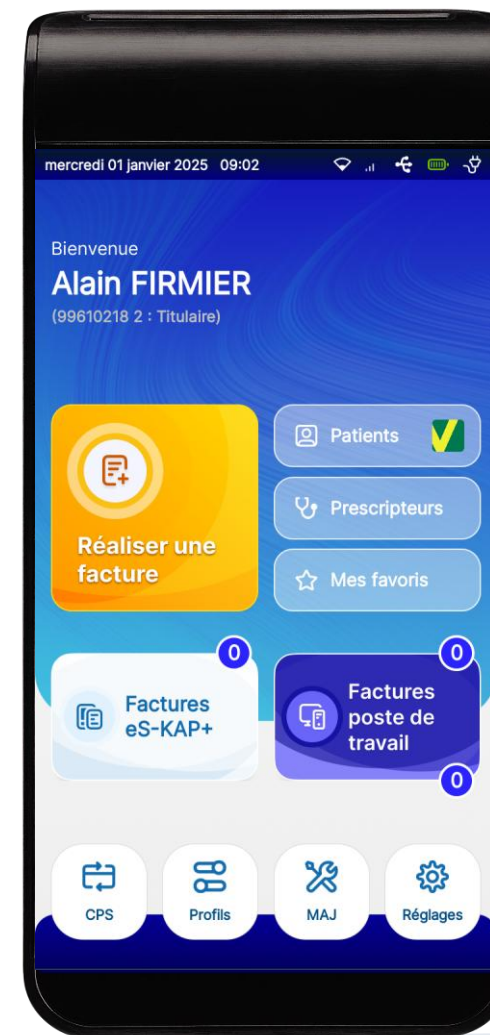 mercredi 01 janvier 2025 09:02
Bienvenue
Alain FIRMIER
(99610218 2 : Titulaire)
Réaliser une
facture
Patients
Prescripteurs
Mes favoris
0
Factures
eS-KAP+
0
Factures
poste de
travail
0
CPS
Profils
MAJ
Réglages